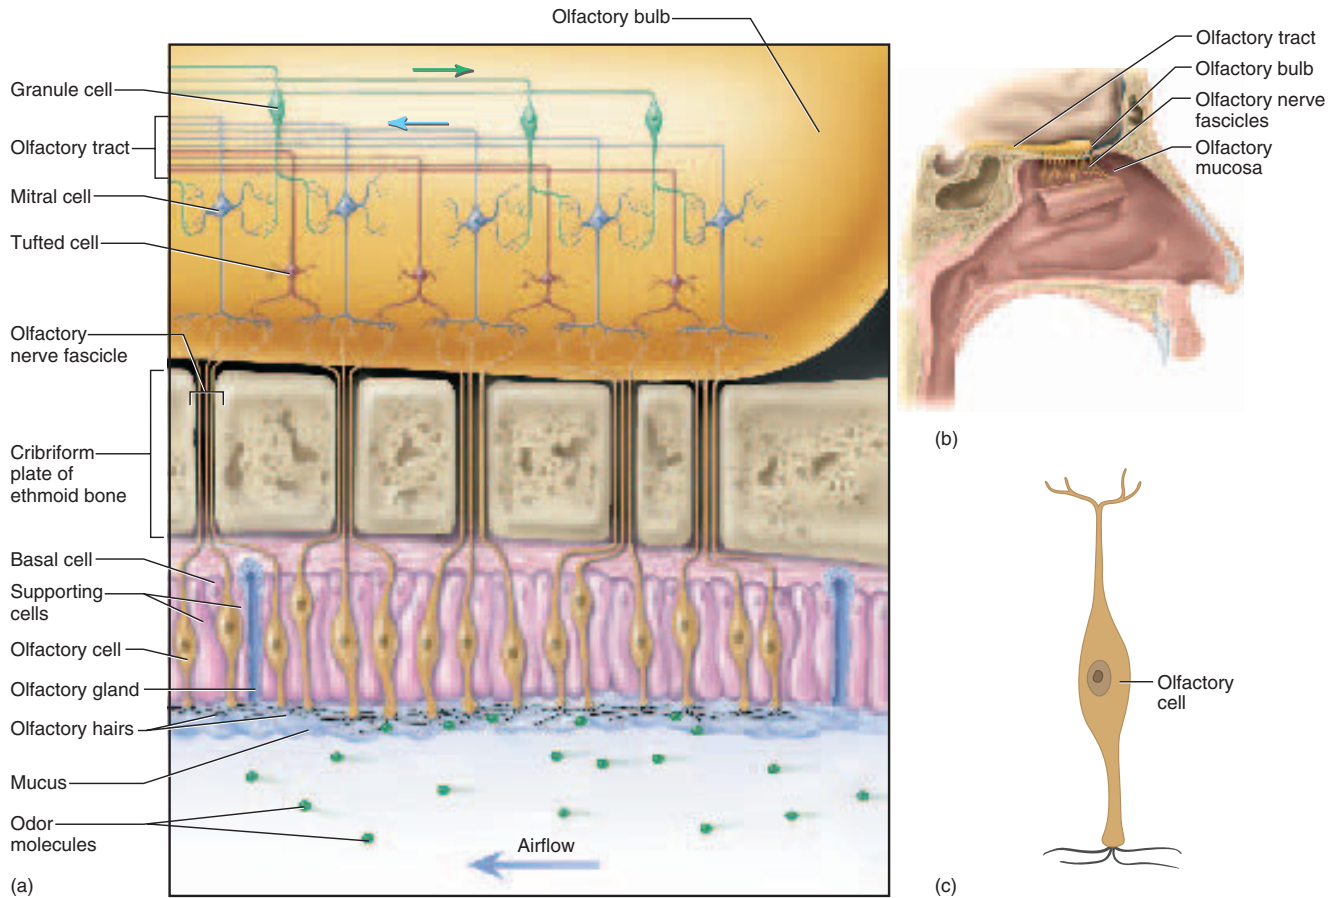 Olfactory bulb
Granule cell
Olfactory tract
Mitral cell
Tufted cell
Olfactory
nerve fascicle
Cribriform
plate of
ethmoid bone
Basal cell
Supporting
cells
Olfactory cell
Olfactory gland
Olfactory hairs
Mucus
Odor
molecules
Airflow
(a)
Olfactory tract
Olfactory bulb
Olfactory nerve
fascicles
Olfactory
mucosa
(b)
Olfactory
cell
(c)